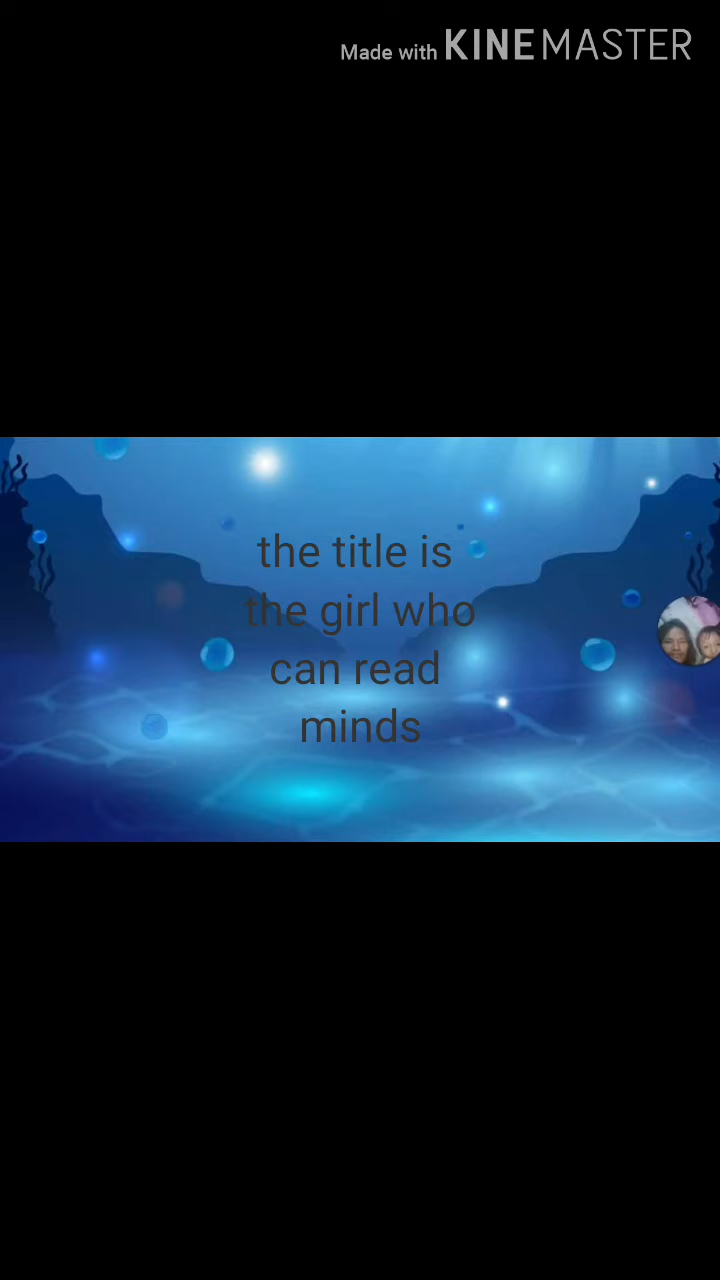 Made with KINEMASTER
the title is
the girl who
can read
minds